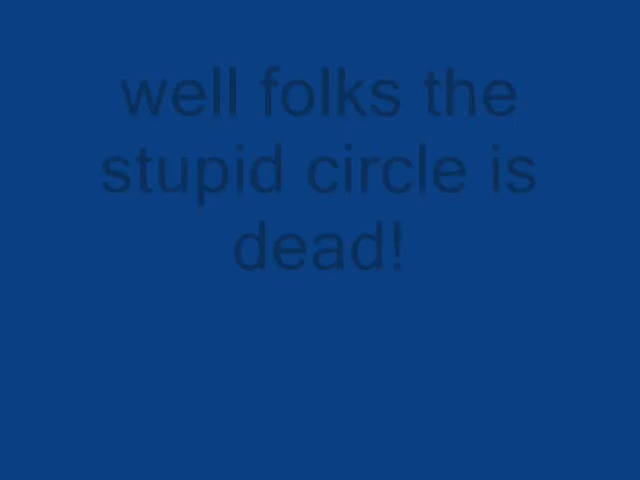 well folks the
stupid circle is
dead!